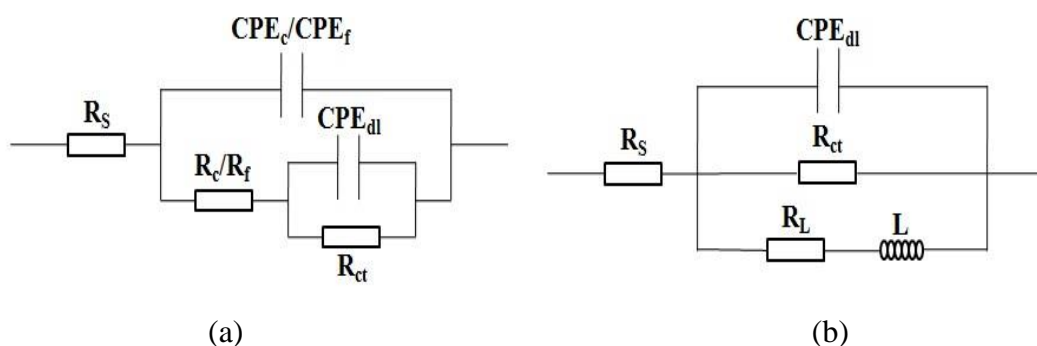 CPEc/CPEf
RS
CPEdl
Rc/Rf
Rct
(a)
CPEdl
RS
Rct
RL
L
(b)